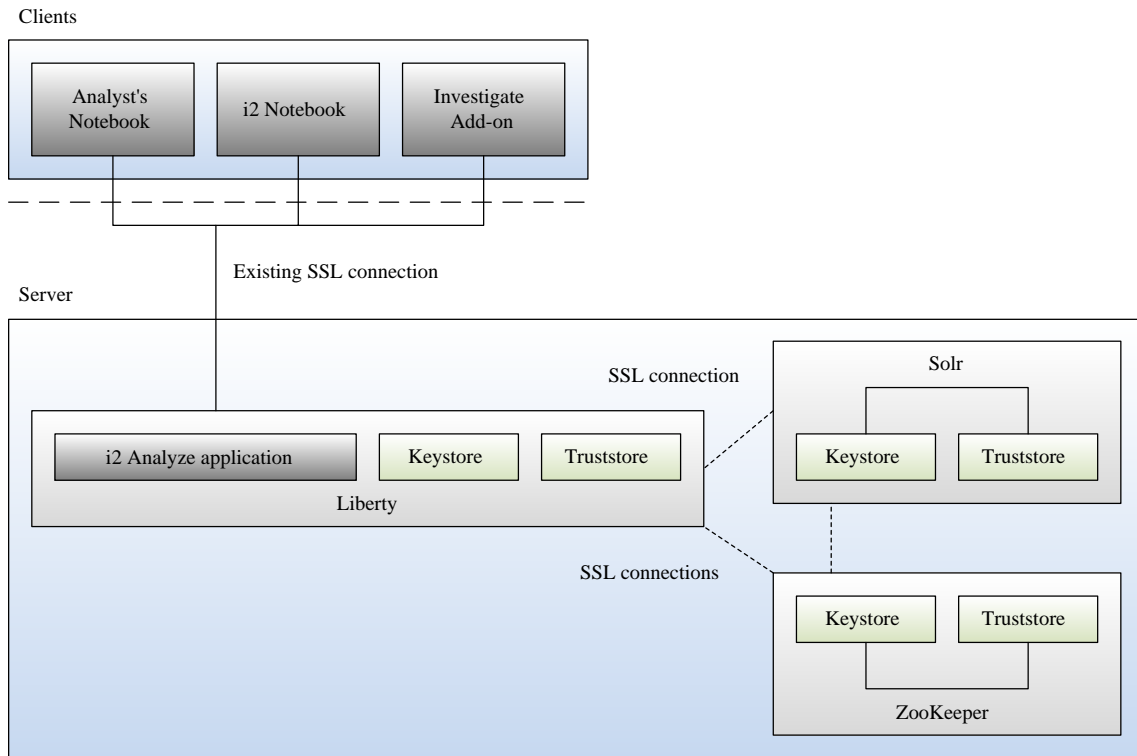 Clients
Analyst's
Notebook
i2 Notebook
Investigate
Add-on
Existing SSL connection
Server
SSL connection
Solr
Keystore
Truststore
i2 Analyze application
Keystore
Truststore
Liberty
SSL connections
Keystore
Truststore
ZooKeeper